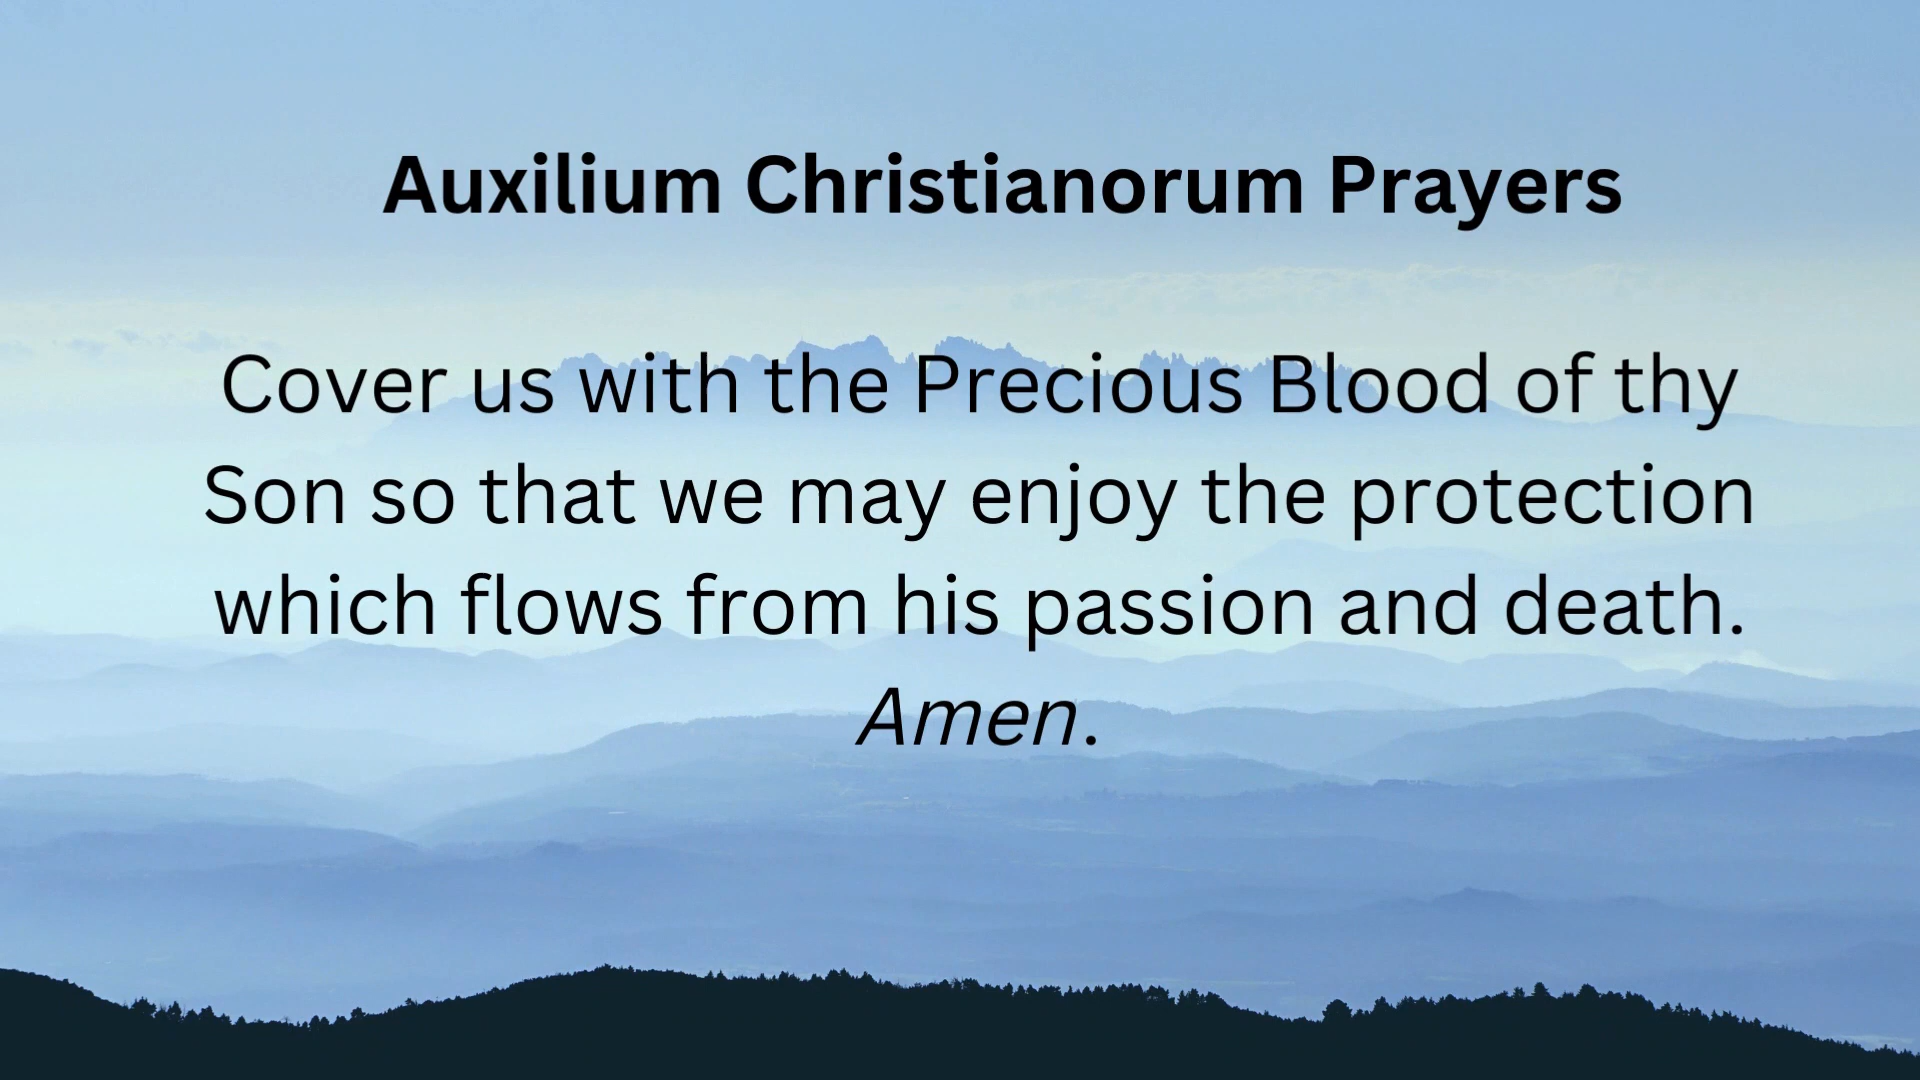 Auxilium Christianorum Prayers
Cover us with the Precious Blood of thy
Son so that we may enjoy the protection
which flows from his passion and death.
Amen.